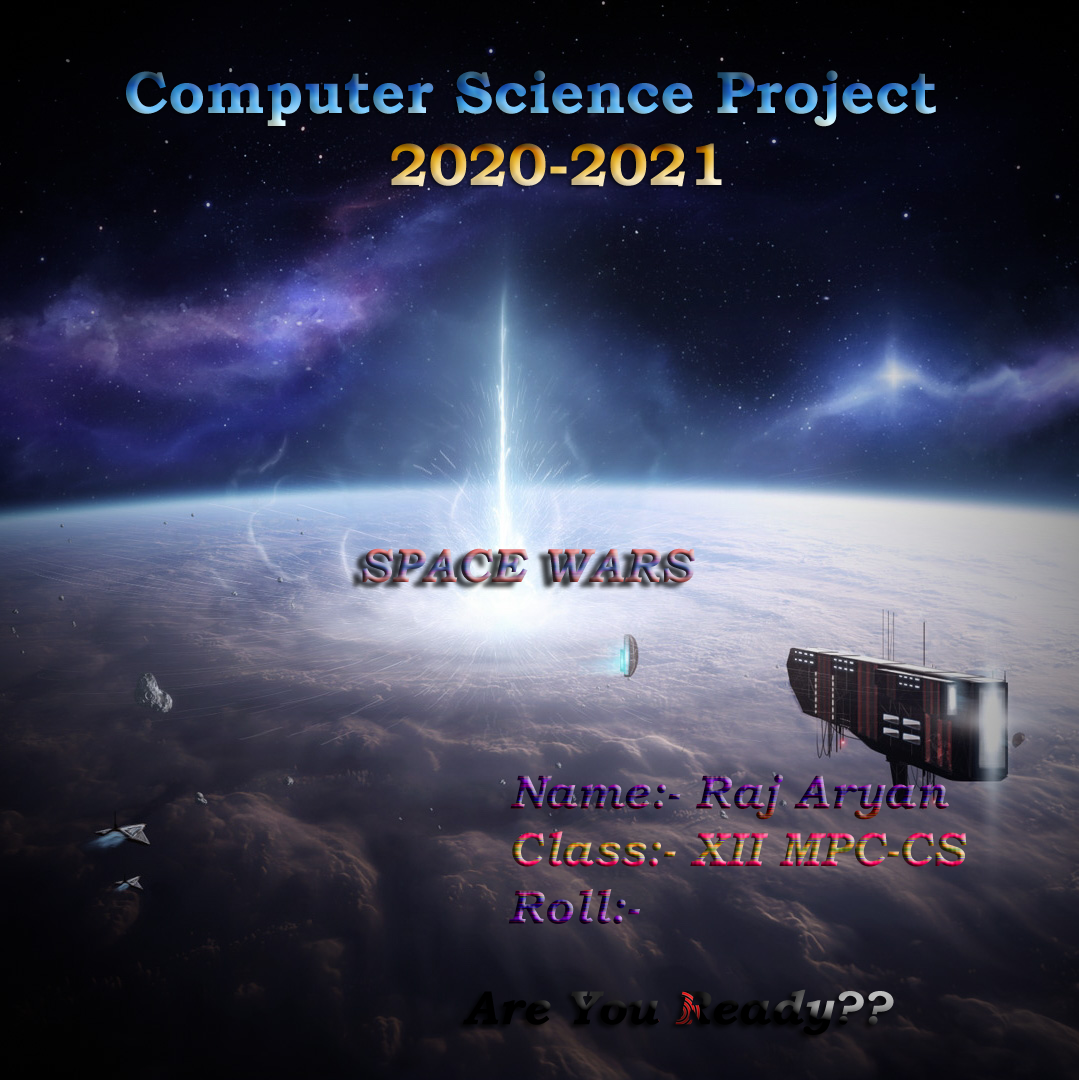 Computer Science Project
2020-2021
SPACE WARS
Name:- Raj Aryan
Class:- XII MPC-CS
Roll:-
Are You Ready??